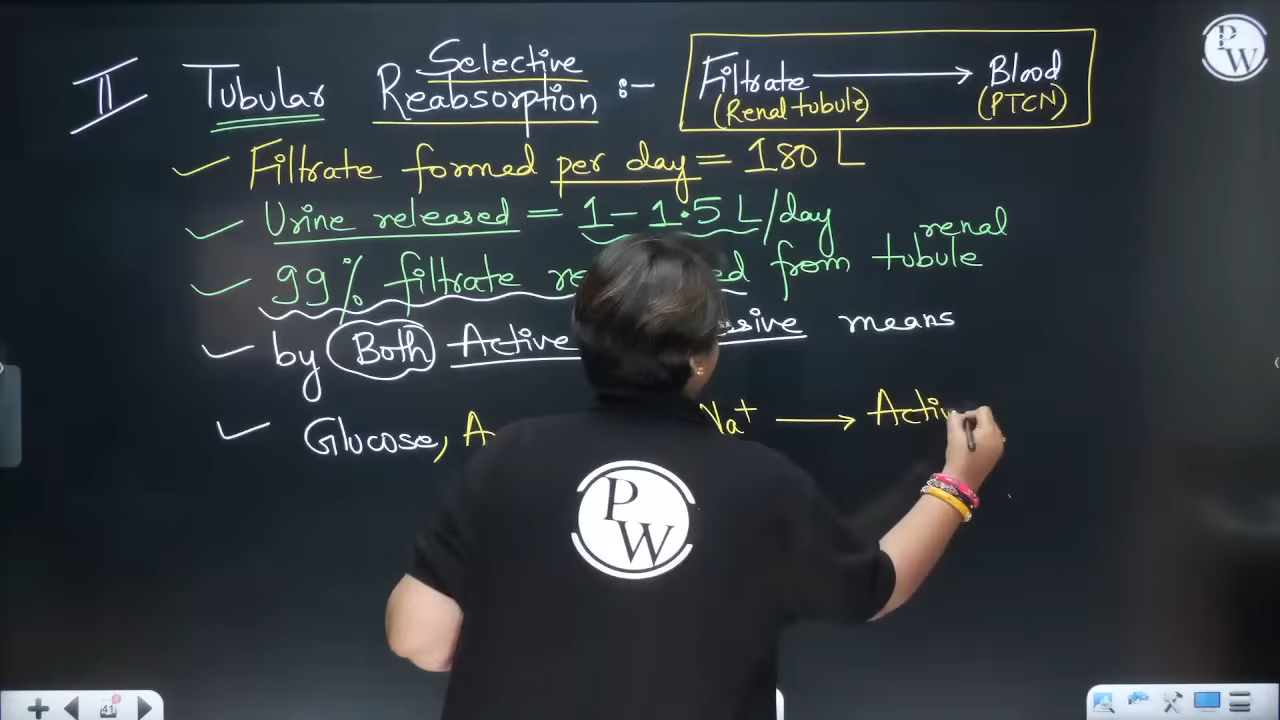 II Tubular Selective Reabsorption :- Filtrate → Blood
(Renal tubule) (PTCN)
✓ Filtrate formed per day = 180 L
✓ Urine released = 1 - 1.5 L/day
✓ 99% filtrate from renal tubule
✓ by Both Active means
✓ Glucose, Na+ → Activ
PW
PW
41